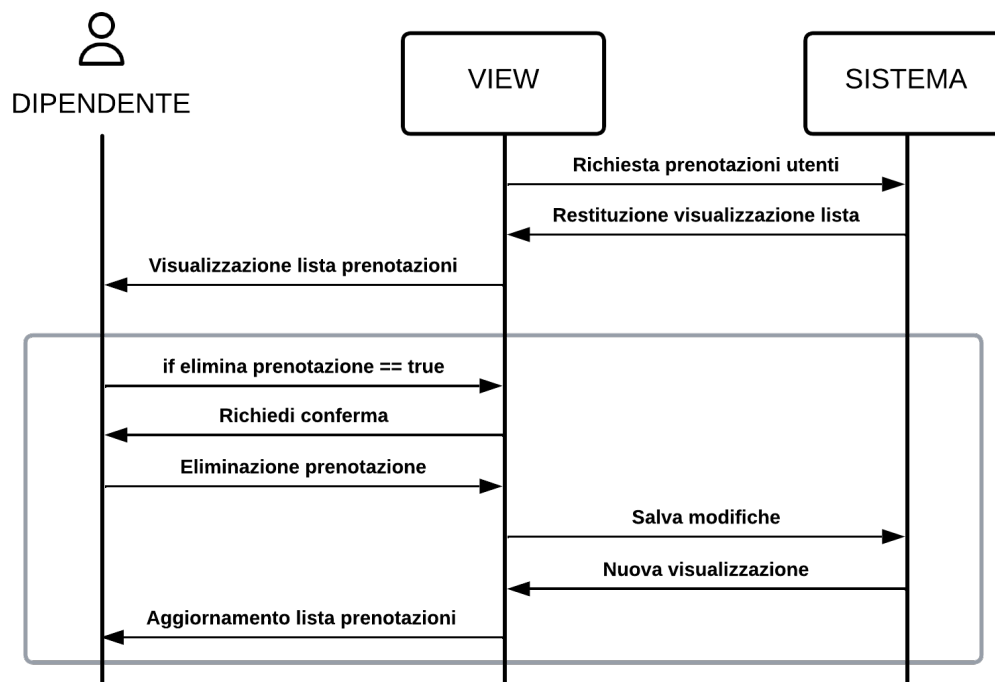 DIPENDENTE
VIEW
SISTEMA
Richiesta prenotazioni utenti
Restituzione visualizzazione lista
Visualizzazione lista prenotazioni
if elimina prenotazione == true
Richiedi conferma
Eliminazione prenotazione
Salva modifiche
Nuova visualizzazione
Aggiornamento lista prenotazioni